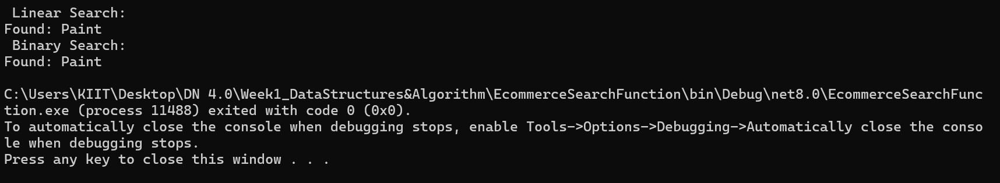 Linear Search:
Found: Paint
Binary Search:
Found: Paint
C:\Users\KIIT\Desktop\DN 4.0\Week1_DataStructures&Algorithm\EcommerceSearchFunction\bin\Debug\net8.0\EcommerceSearchFunc
tion.exe (process 11488) exited with code 0 (0x0).
To automatically close the console when debugging stops, enable Tools->Options->Debugging->Automatically close the conso
le when debugging stops.
Press any key to close this window . . .